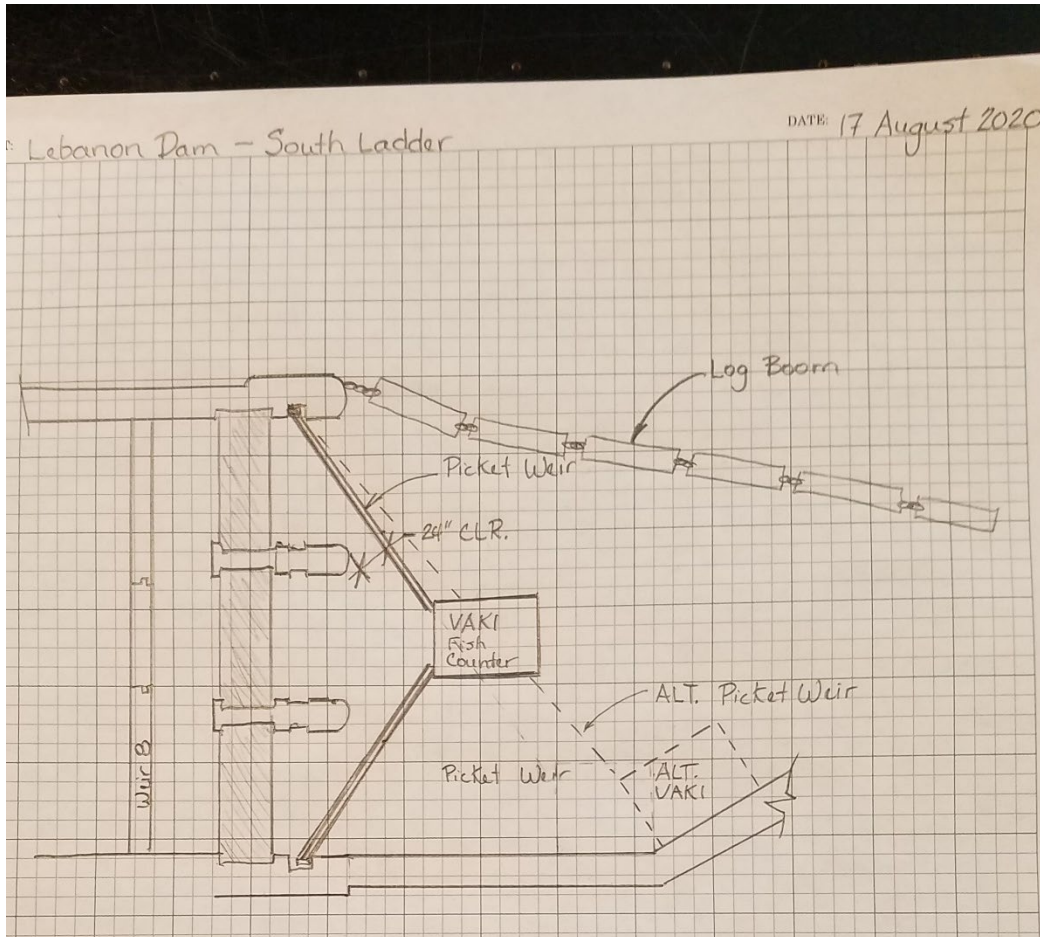 Lebanon Dam - South Ladder
DATE: 17 August 2020
Log Boom
Picket Weir
24" CLR.
VAKI
Fish
Counter
ALT. Picket Weir
Picket Weir
ALT.
VAKI
Weir B